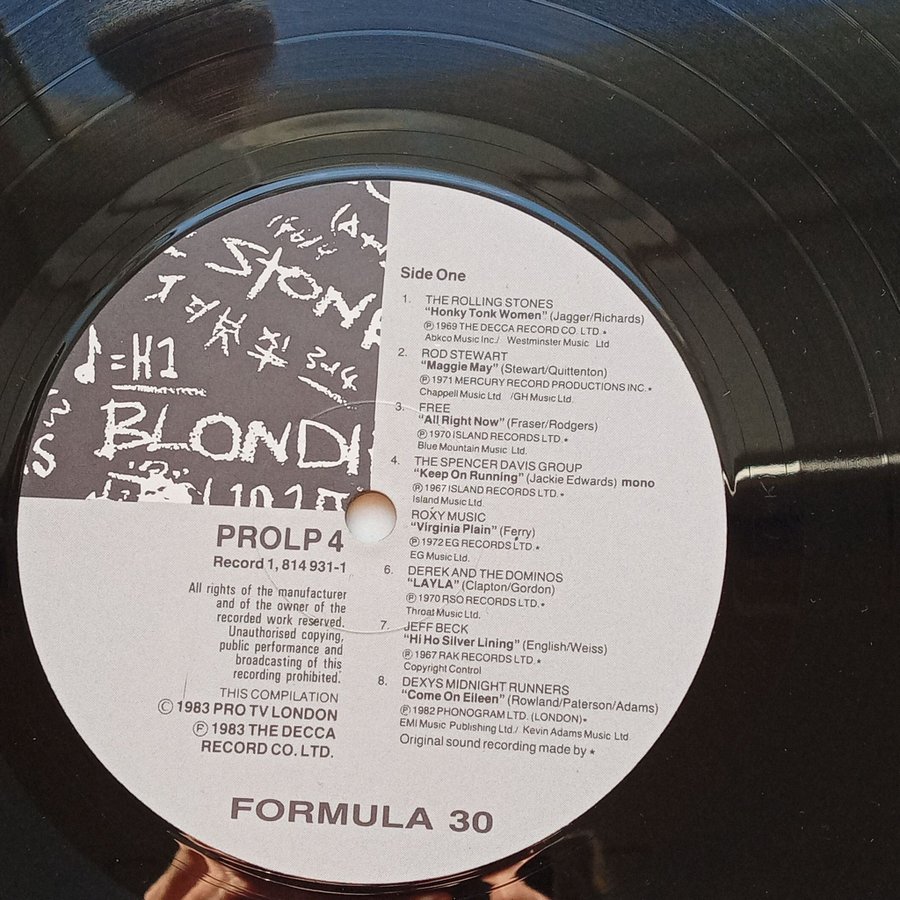 "Foly
(A+
STON
♩=H1
BLONDI
S
PROLP 4
Record 1, 814 931-1
All rights of the manufacturer
and of the owner of the
recorded work reserved.
Unauthorised copying,
public performance and
broadcasting of this
recording prohibited.
THIS COMPILATION
Ⓒ 1983 PRO TV LONDON
Ⓟ 1983 THE DECCA
RECORD CO. LTD.
Side One
1. THE ROLLING STONES
"Honky Tonk Women" (Jagger/Richards)
Ⓟ 1969 THE DECCA RECORD CO. LTD. *
Abkco Music Inc./ Westminster Music Ltd
2. ROD STEWART
"Maggie May" (Stewart/Quittenton)
Ⓟ 1971 MERCURY RECORD PRODUCTIONS INC. *
Chappell Music Ltd. /GH Music Ltd.
3. FREE
"All Right Now" (Fraser/Rodgers)
Ⓟ 1970 ISLAND RECORDS LTD. *
Blue Mountain Music Ltd.
4. THE SPENCER DAVIS GROUP
"Keep On Running" (Jackie Edwards) mono
Ⓟ 1967 ISLAND RECORDS LTD. *
Island Music Ltd.
ROXY MUSIC
"Virginia Plain" (Ferry)
Ⓟ 1972 EG RECORDS LTD. *
EG Music Ltd.
6. DEREK AND THE DOMINOS
"LAYLA" (Clapton/Gordon)
Ⓟ 1970 RSO RECORDS LTD. *
Throat Music Ltd.
7. JEFF BECK
"Hi Ho Silver Lining" (English/Weiss)
Ⓟ 1967 RAK RECORDS LTD. *
Copyright Control
8. DEXYS MIDNIGHT RUNNERS
"Come On Eileen" (Rowland/Paterson/Adams)
Ⓟ 1982 PHONOGRAM LTD. (LONDON) *
EMI Music Publishing Ltd./ Kevin Adams Music Ltd.
Original sound recording made by *
FORMULA 30